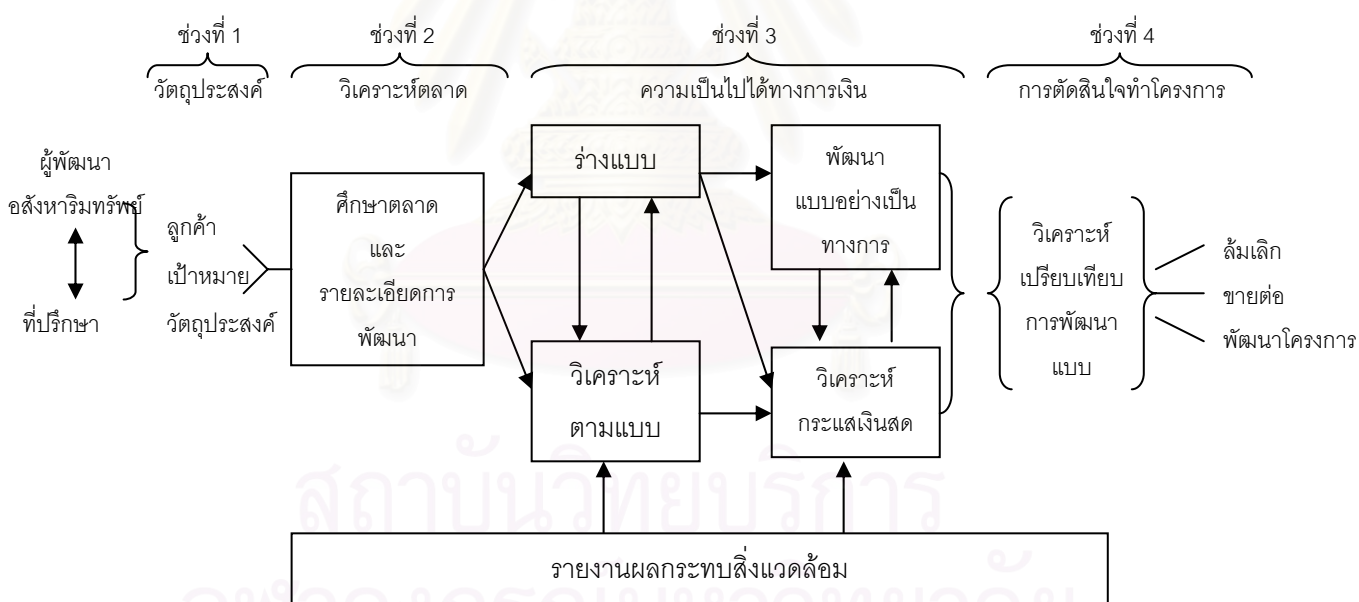 ช่วงที่ 1
วัตถุประสงค์
ช่วงที่ 2
วิเคราะห์ตลาด
ช่วงที่ 3
ความเป็นไปได้ทางการเงิน
ช่วงที่ 4
การตัดสินใจทำโครงการ
ผู้พัฒนา
อสังหาริมทรัพย์
ที่ปรึกษา
ลูกค้า
เป้าหมาย
วัตถุประสงค์
ศึกษาตลาด
และ
รายละเอียดการ
พัฒนา
ร่างแบบ
วิเคราะห์
ตามแบบ
พัฒนา
แบบอย่างเป็น
ทางการ
วิเคราะห์
กระแสเงินสด
วิเคราะห์
เปรียบเทียบ
การพัฒนา
แบบ
ล้มเลิก
ขายต่อ
พัฒนาโครงการ
รายงานผลกระทบสิ่งแวดล้อม
สถาบันวิทยบริการ